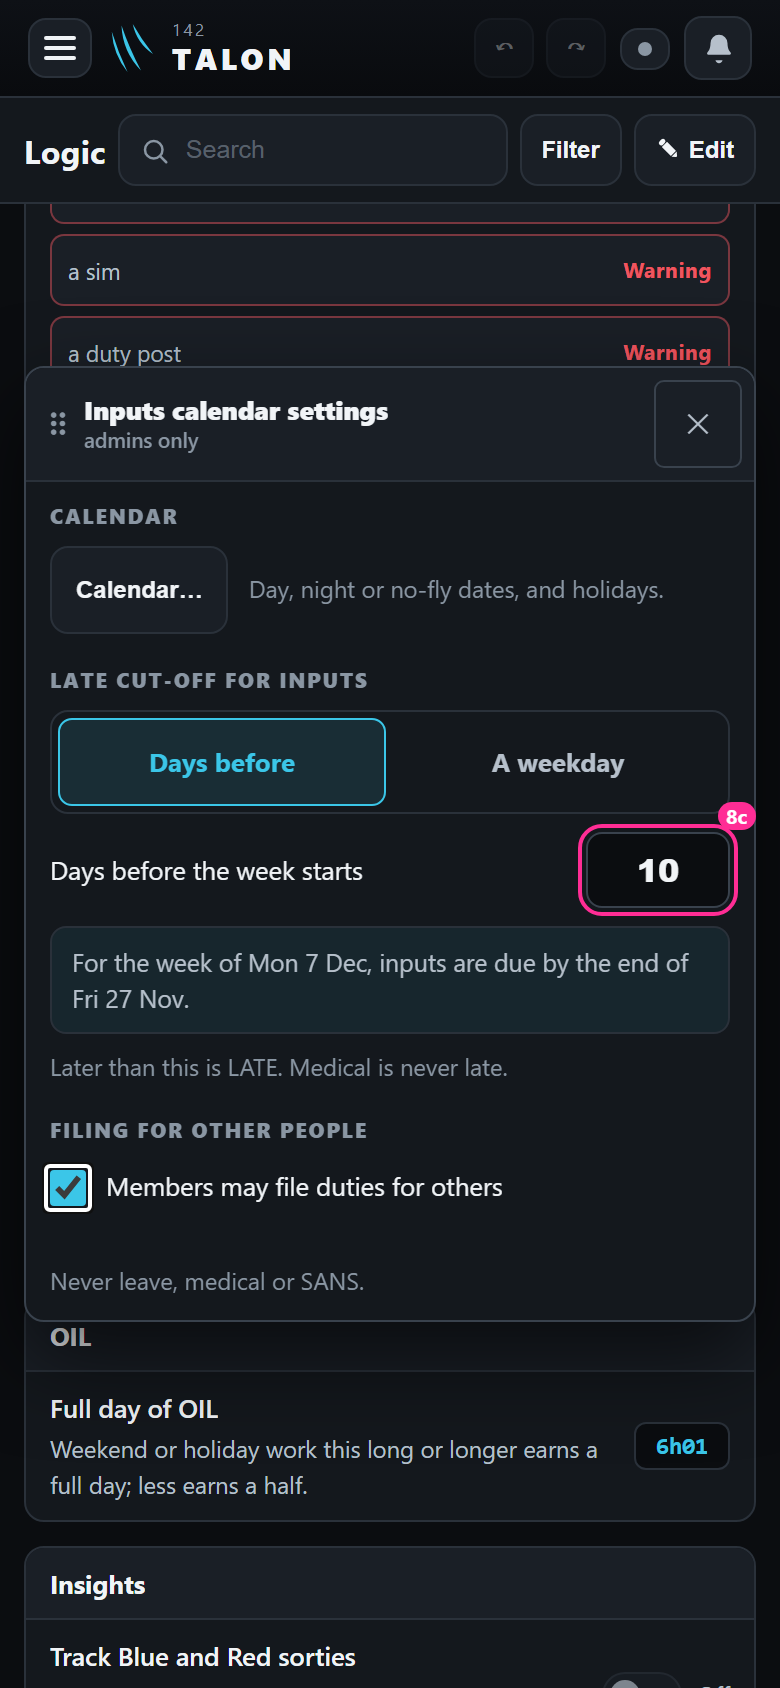 142
TALON
Logic
Search
Filter
Edit
a sim
Warning
a duty post
Warning
Inputs calendar settings
admins only
CALENDAR
Calendar...
Day, night or no-fly dates, and holidays.
LATE CUT-OFF FOR INPUTS
Days before
A weekday
8c
Days before the week starts
10
For the week of Mon 7 Dec, inputs are due by the end of
Fri 27 Nov.
Later than this is LATE. Medical is never late.
FILING FOR OTHER PEOPLE
Members may file duties for others
Never leave, medical or SANS.
OIL
Full day of OIL
Weekend or holiday work this long or longer earns a
full day; less earns a half.
6h01
Insights
Track Blue and Red sorties